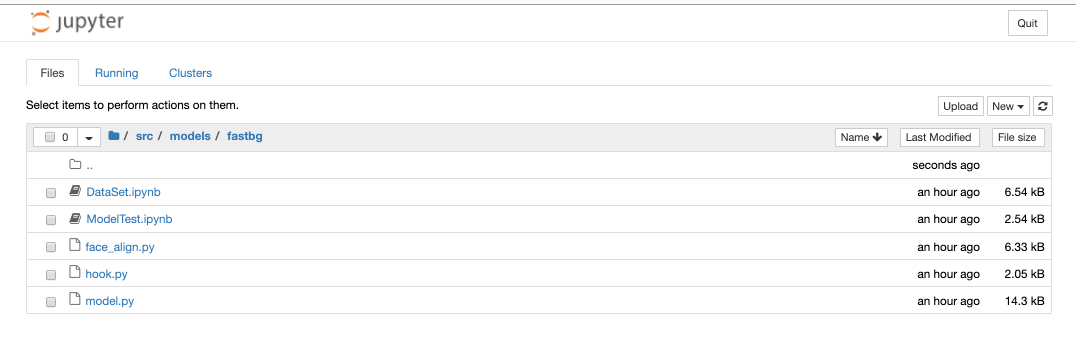 jupyter Quit
Files Running Clusters
Select items to perform actions on them. Upload New
0 / src / models / fastbg Name Last Modified File size
.. seconds ago
DataSet.ipynb an hour ago 6.54 kB
ModelTest.ipynb an hour ago 2.54 kB
face_align.py an hour ago 6.33 kB
hook.py an hour ago 2.05 kB
model.py an hour ago 14.3 kB